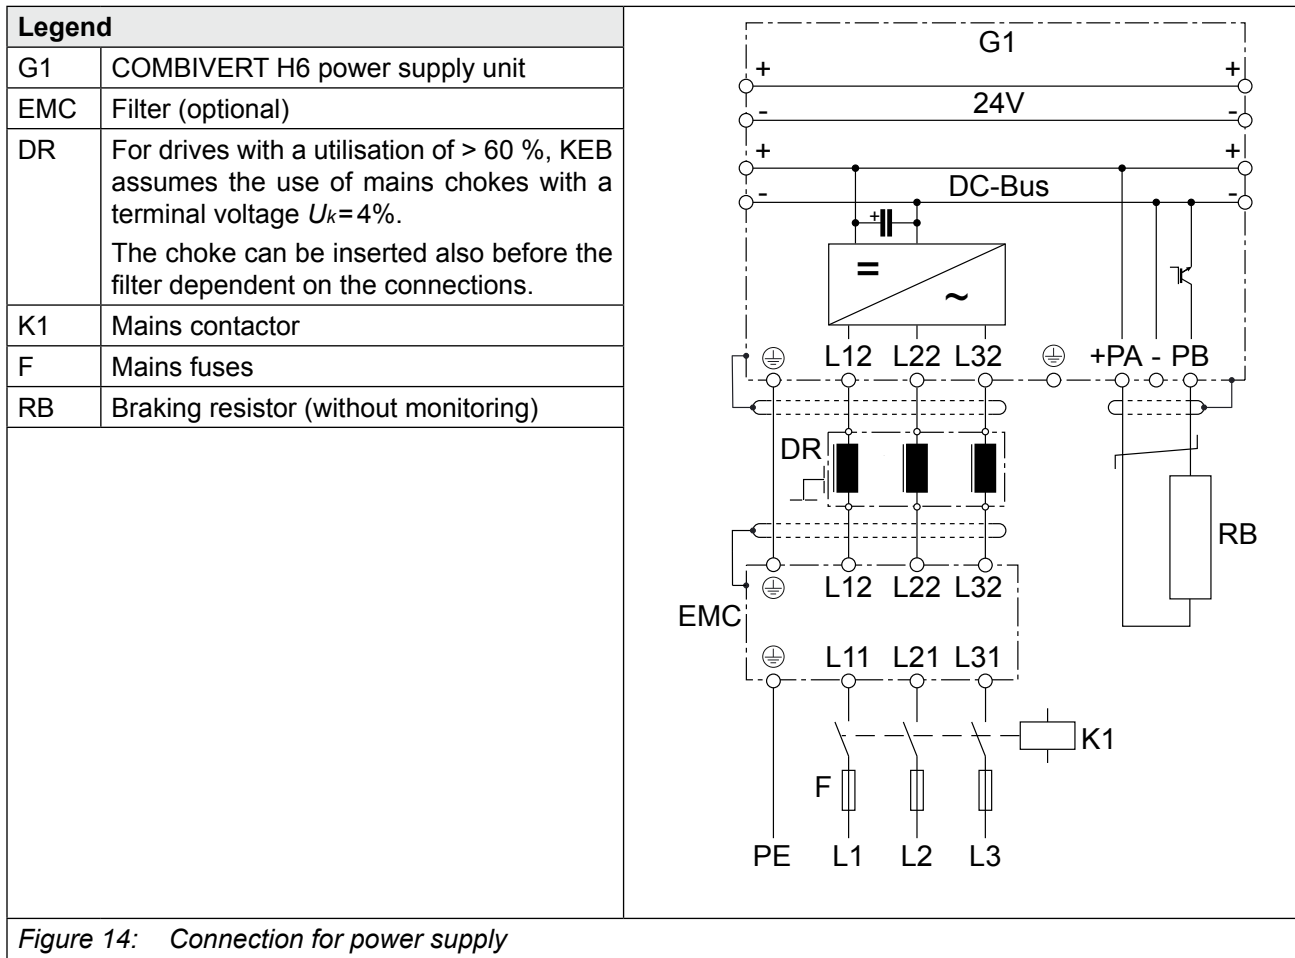 Legend
G1 COMBIVERT H6 power supply unit
EMC Filter (optional)
DR For drives with a utilisation of > 60 %, KEB
assumes the use of mains chokes with a
terminal voltage Uk=4%.
The choke can be inserted also before the
filter dependent on the connections.
K1 Mains contactor
F Mains fuses
RB Braking resistor (without monitoring)
G1
+ +
24V
- -
+ +
DC-Bus
- -
+
=
~
L12 L22 L32 +PA - PB
DR
RB
L12 L22 L32
EMC
L11 L21 L31
K1
F
PE L1 L2 L3
Figure 14: Connection for power supply